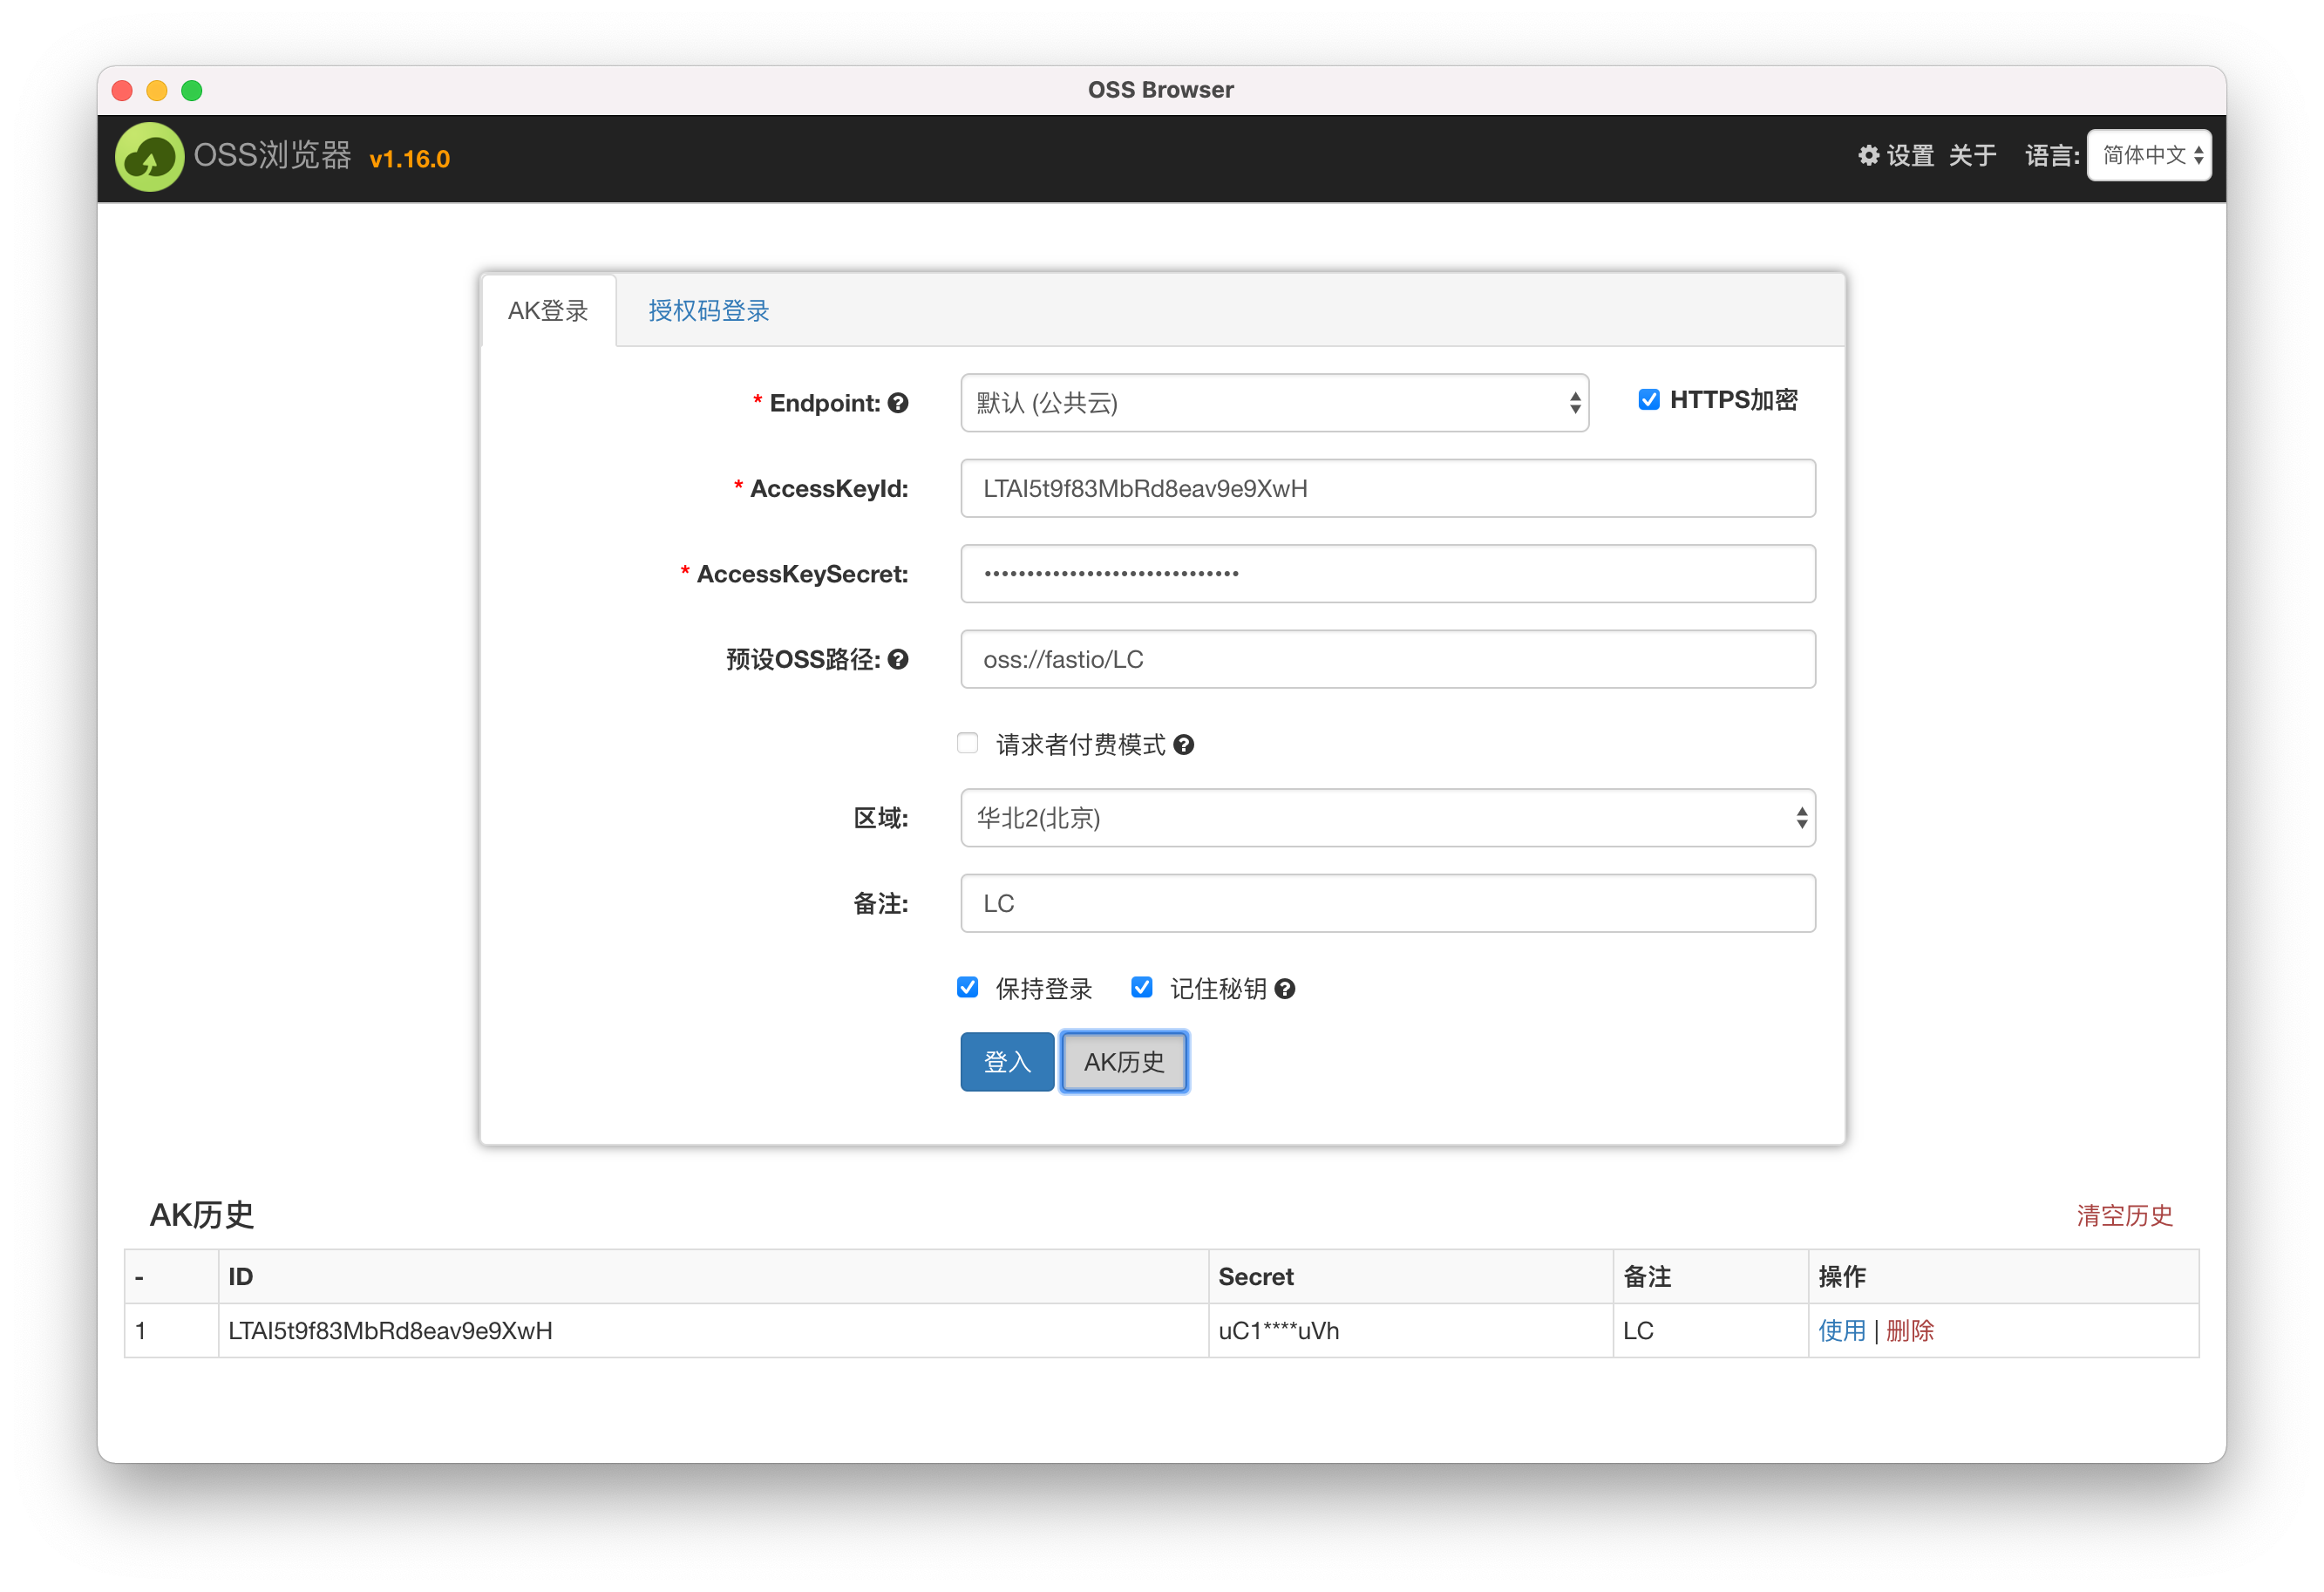 OSS Browser
OSS浏览器 v1.16.0 设置 关于 语言: 简体中文
AK登录 授权码登录
* Endpoint: 默认 (公共云) HTTPS加密
* AccessKeyId: LTAI5t9f83MbRd8eav9e9XwH
* AccessKeySecret: ••••••••••••••••••••••••••••••
预设OSS路径: oss://fastio/LC
请求者付费模式
区域: 华北2(北京)
备注: LC
保持登录 记住秘钥
登入 AK历史
AK历史 清空历史
- ID Secret 备注 操作
1 LTAI5t9f83MbRd8eav9e9XwH uC1****uVh LC 使用 | 删除